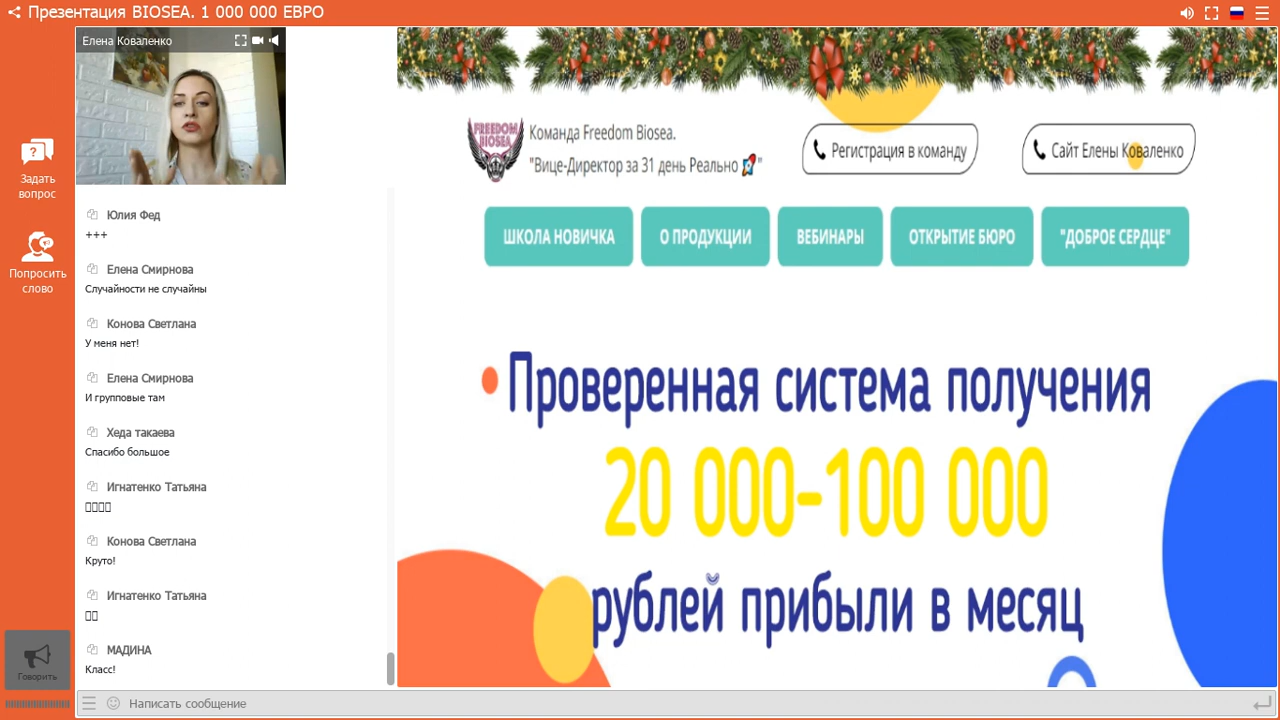 Презентация BIOSEA. 1 000 000 ЕВРО
Елена Коваленко
Задать
вопрос
Попросить
слово
Говорить
Юлия Фед
+++
Елена Смирнова
Случайности не случайны
Конова Светлана
У меня нет!
Елена Смирнова
И групповые там
Хеда такаева
Спасибо большое
Игнатенко Татьяна
Конова Светлана
Круто!
Игнатенко Татьяна
МАДИНА
Класс!
Написать сообщение
FREEDOM
BIOSEA
Команда Freedom Biosea.
"Вице-Директор за 31 день Реально 🚀"
Регистрация в команду
Сайт Елены Коваленко
ШКОЛА НОВИЧКА
О ПРОДУКЦИИ
ВЕБИНАРЫ
ОТКРЫТИЕ БЮРО
"ДОБРОЕ СЕРДЦЕ"
Проверенная система получения
20 000-100 000
рублей прибыли в месяц